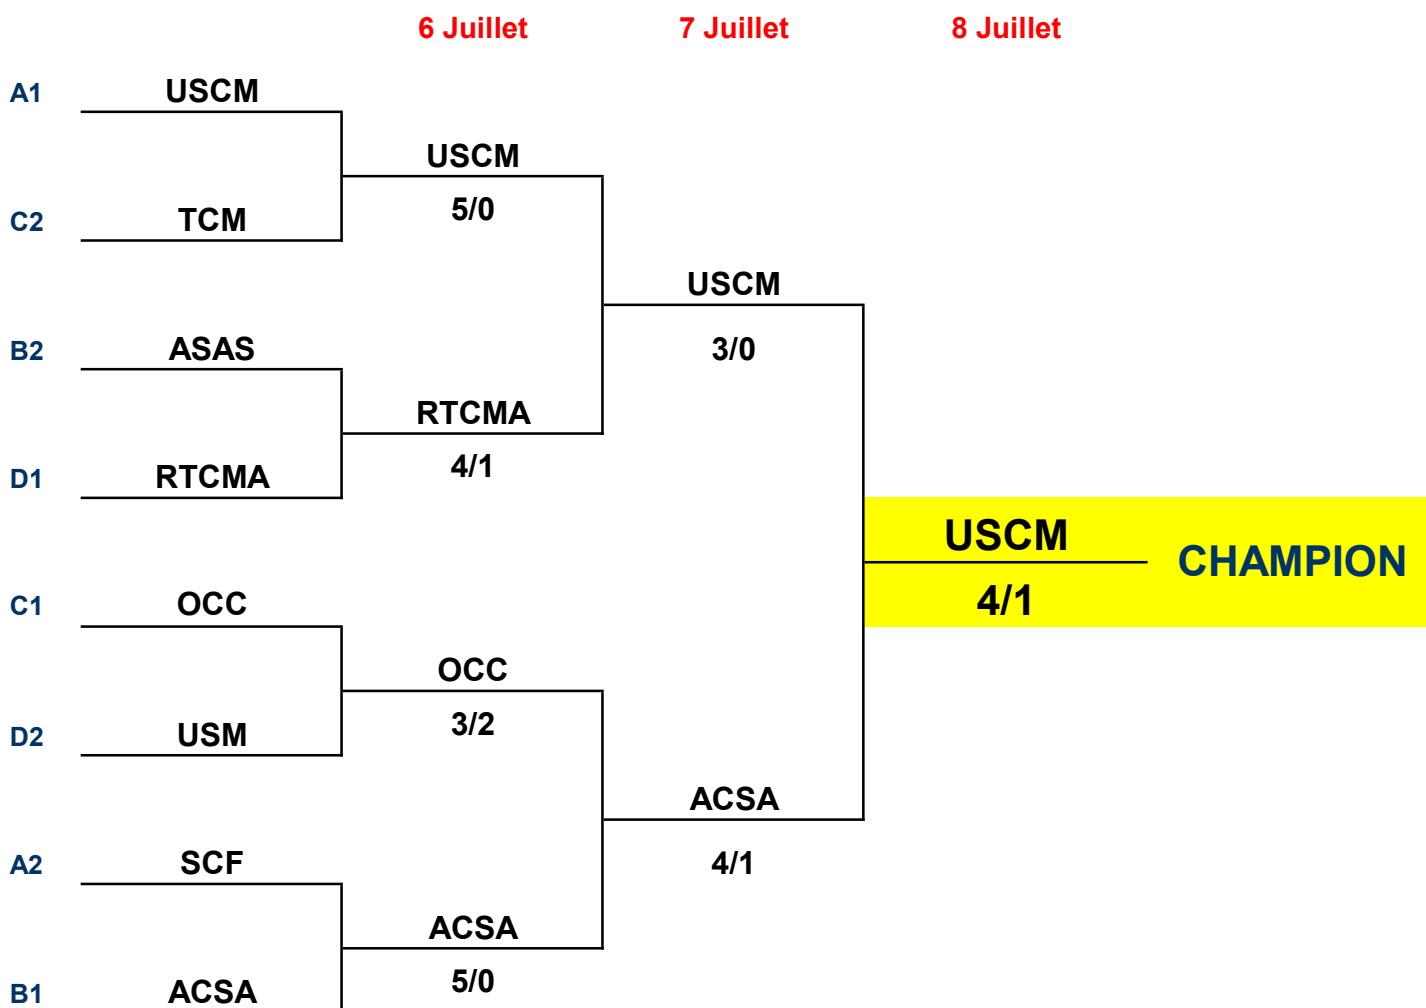 6 Juillet 7 Juillet 8 Juillet
A1 USCM
USCM
5/0
C2 TCM
USCM
3/0
B2 ASAS
RTCMA
4/1
D1 RTCMA
USCM
4/1
CHAMPION
C1 OCC
OCC
3/2
D2 USM
ACSA
4/1
A2 SCF
ACSA
5/0
B1 ACSA